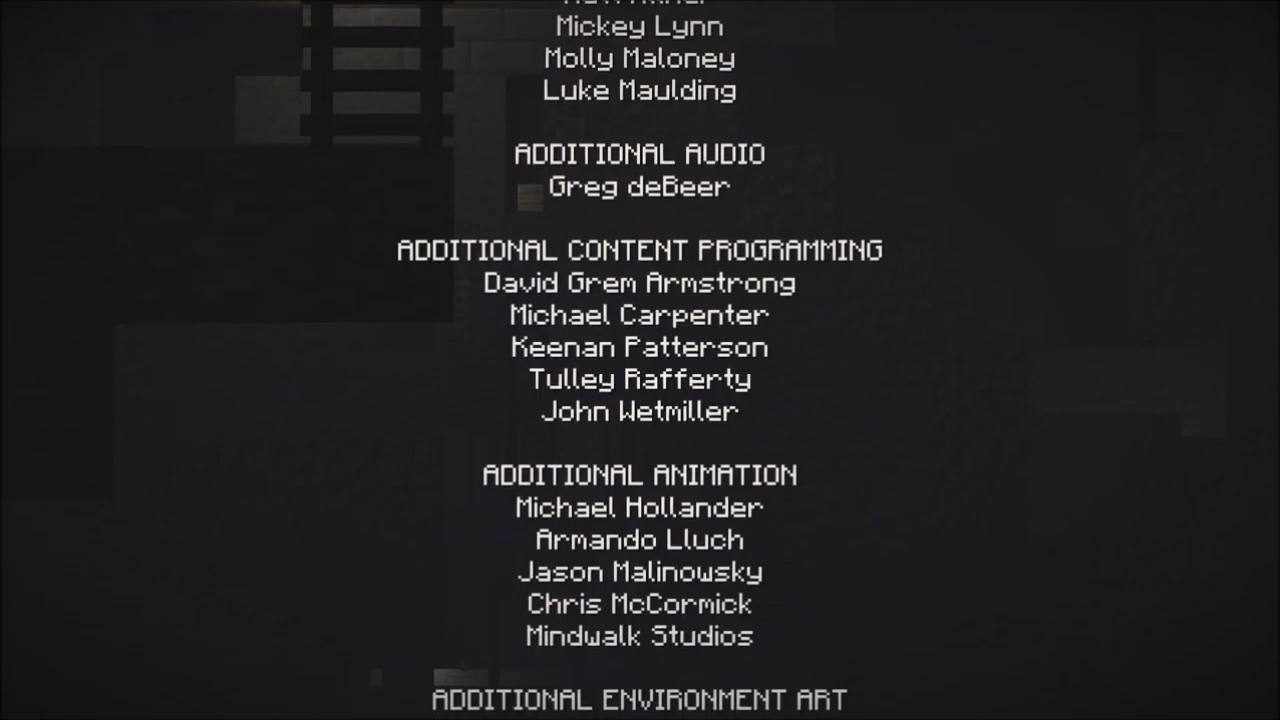 Mickey Lynn
Molly Maloney
Luke Maulding
ADDITIONAL AUDIO
Greg deBeer
ADDITIONAL CONTENT PROGRAMMING
David Grem Armstrong
Michael Carpenter
Keenan Patterson
Tulley Rafferty
John Wetmiller
ADDITIONAL ANIMATION
Michael Hollander
Armando Lluch
Jason Malinowsky
Chris McCormick
Mindwalk Studios
ADDITIONAL ENVIRONMENT ART